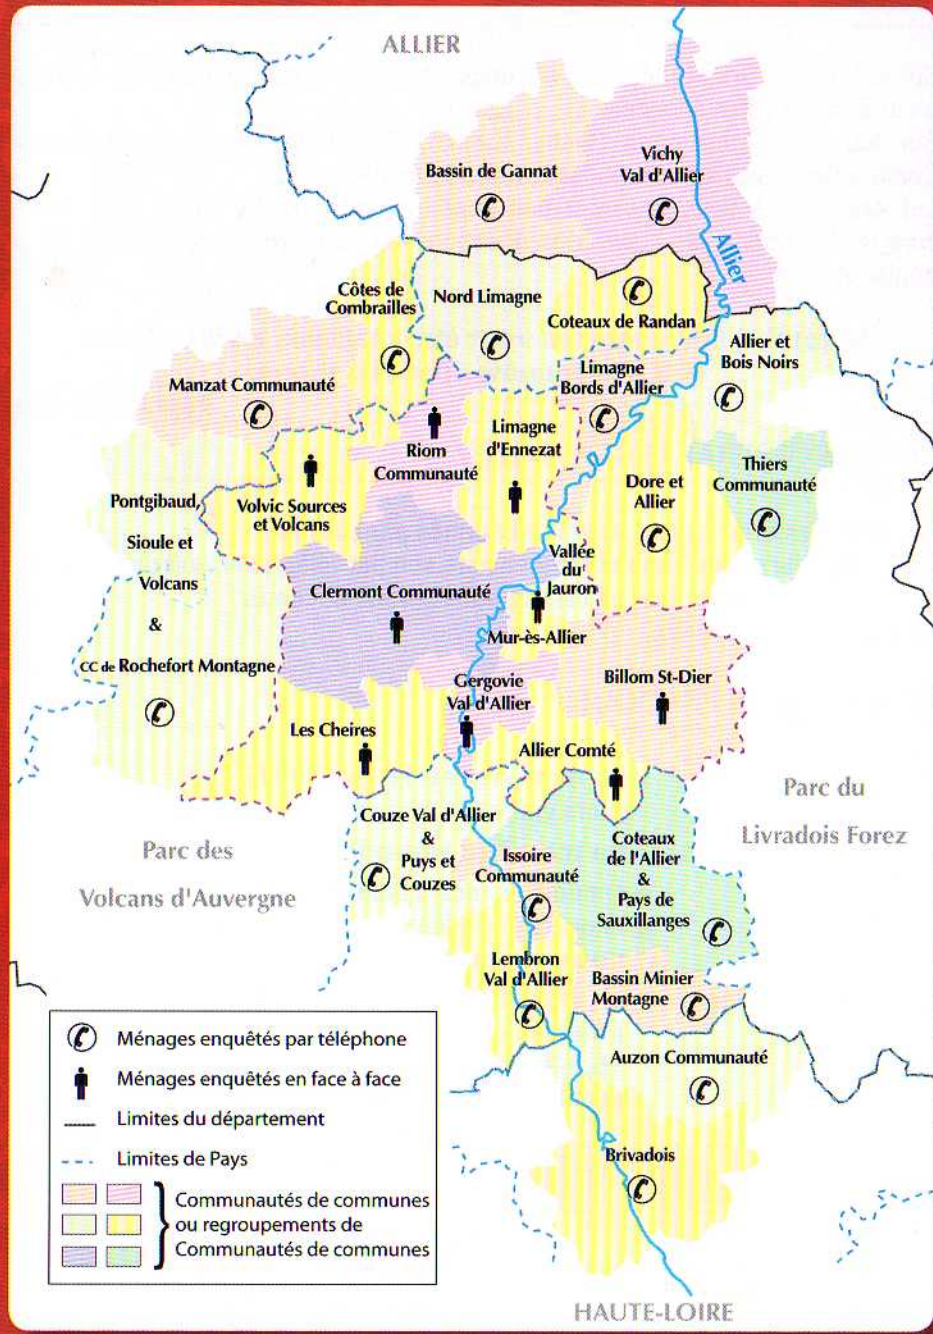 ALLIER
Bassin de Gannat
Vichy
Val d'Allier
Allier
Côtes de
Combrailles
Nord Limagne
Coteaux de Randan
Allier et
Bois Noirs
Manzat Communauté
Limagne
Bords d'Allier
Riom
Communauté
Limagne
d'Ennezat
Dore et
Allier
Thiers
Communauté
Pontgibaud,
Sioule et
Volcans
&
CC de Rochefort Montagne
Volvic Sources
et Volcans
Clermont Communauté
Vallée
du
Jauron
Mur-ès-Allier
Gergovie
Val d'Allier
Billom St-Dier
Les Cheires
Allier Comté
Parc du
Livradois Forez
Parc des
Volcans d'Auvergne
Couze Val d'Allier
&
Puys et
Couzes
Issoire
Communauté
Coteaux
de l'Allier
&
Pays de
Sauxillanges
Lembron
Val d'Allier
Bassin Minier
Montagne
Auzon Communauté
Brivadois
HAUTE-LOIRE
Ménages enquêtés par téléphone
Ménages enquêtés en face à face
Limites du département
Limites de Pays
Communautés de communes
ou regroupements de
Communautés de communes